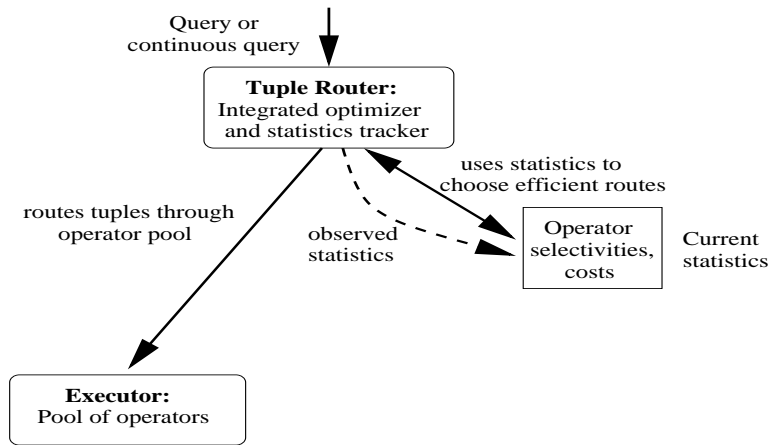 Query or
continuous query
Tuple Router:
Integrated optimizer
and statistics tracker
uses statistics to
choose efficient routes
routes tuples through
operator pool
observed
statistics
Operator
selectivities,
costs
Current
statistics
Executor:
Pool of operators